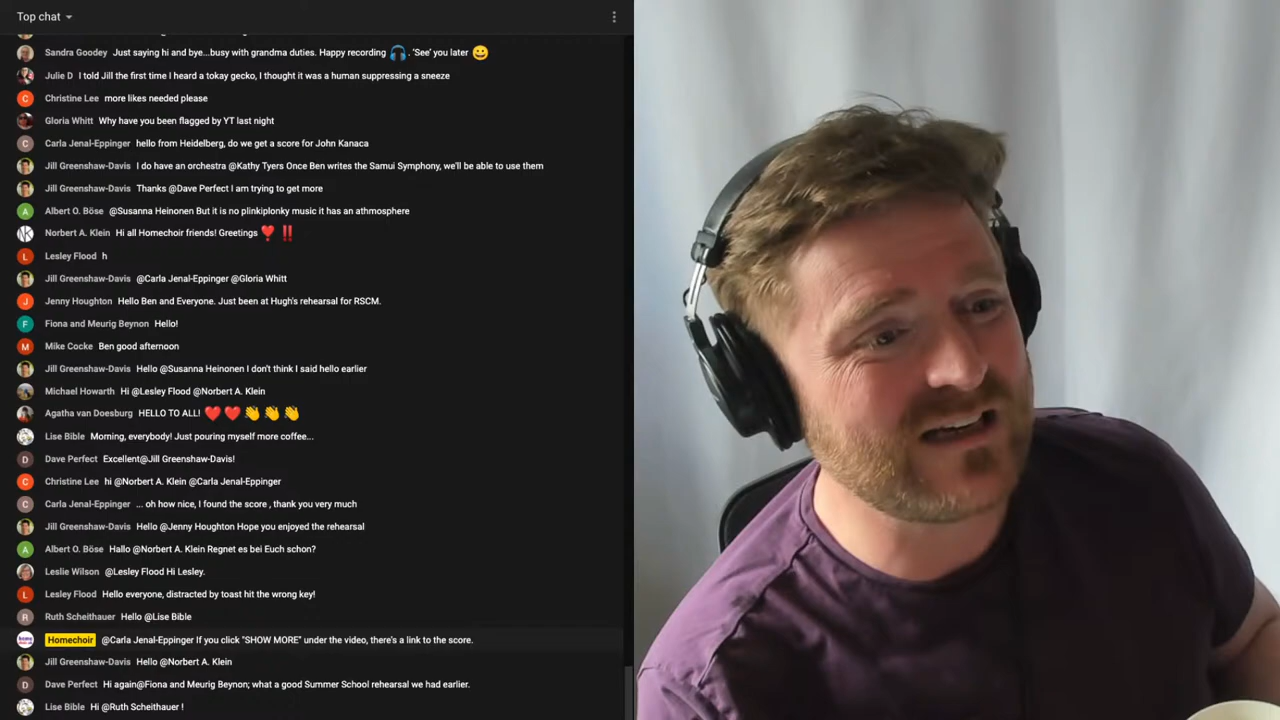 Top chat
Sandra Goodey Just saying hi and bye...busy with grandma duties. Happy recording 🎧. 'See' you later 😀
Julie D I told Jill the first time I heard a tokay gecko, I thought it was a human suppressing a sneeze
C Christine Lee more likes needed please
Gloria Whitt Why have you been flagged by YT last night
C Carla Jenal-Eppinger hello from Heidelberg, do we get a score for John Kanaca
Jill Greenshaw-Davis I do have an orchestra @Kathy Tyers Once Ben writes the Samui Symphony, we'll be able to use them
Jill Greenshaw-Davis Thanks @Dave Perfect I am trying to get more
A Albert O. Böse @Susanna Heinonen But it is no plinkiplonky music it has an athmosphere
Norbert A. Klein Hi all Homechoir friends! Greetings ❣️ ‼️
L Lesley Flood h
Jill Greenshaw-Davis @Carla Jenal-Eppinger @Gloria Whitt
J Jenny Houghton Hello Ben and Everyone. Just been at Hugh's rehearsal for RSCM.
F Fiona and Meurig Beynon Hello!
M Mike Cocke Ben good afternoon
Jill Greenshaw-Davis Hello @Susanna Heinonen I don't think I said hello earlier
Michael Howarth Hi @Lesley Flood @Norbert A. Klein
Agatha van Doesburg HELLO TO ALL! ❤️ ❤️ 👏 👏 👏
Lise Bible Morning, everybody! Just pouring myself more coffee...
D Dave Perfect Excellent@Jill Greenshaw-Davis!
C Christine Lee hi @Norbert A. Klein @Carla Jenal-Eppinger
C Carla Jenal-Eppinger ... oh how nice, I found the score , thank you very much
Jill Greenshaw-Davis Hello @Jenny Houghton Hope you enjoyed the rehearsal
A Albert O. Böse Hallo @Norbert A. Klein Regnet es bei Euch schon?
Leslie Wilson @Lesley Flood Hi Lesley.
L Lesley Flood Hello everyone, distracted by toast hit the wrong key!
R Ruth Scheithauer Hello @Lise Bible
Homechoir @Carla Jenal-Eppinger If you click "SHOW MORE" under the video, there's a link to the score.
Jill Greenshaw-Davis Hello @Norbert A. Klein
D Dave Perfect Hi again@Fiona and Meurig Beynon; what a good Summer School rehearsal we had earlier.
Lise Bible Hi @Ruth Scheithauer !